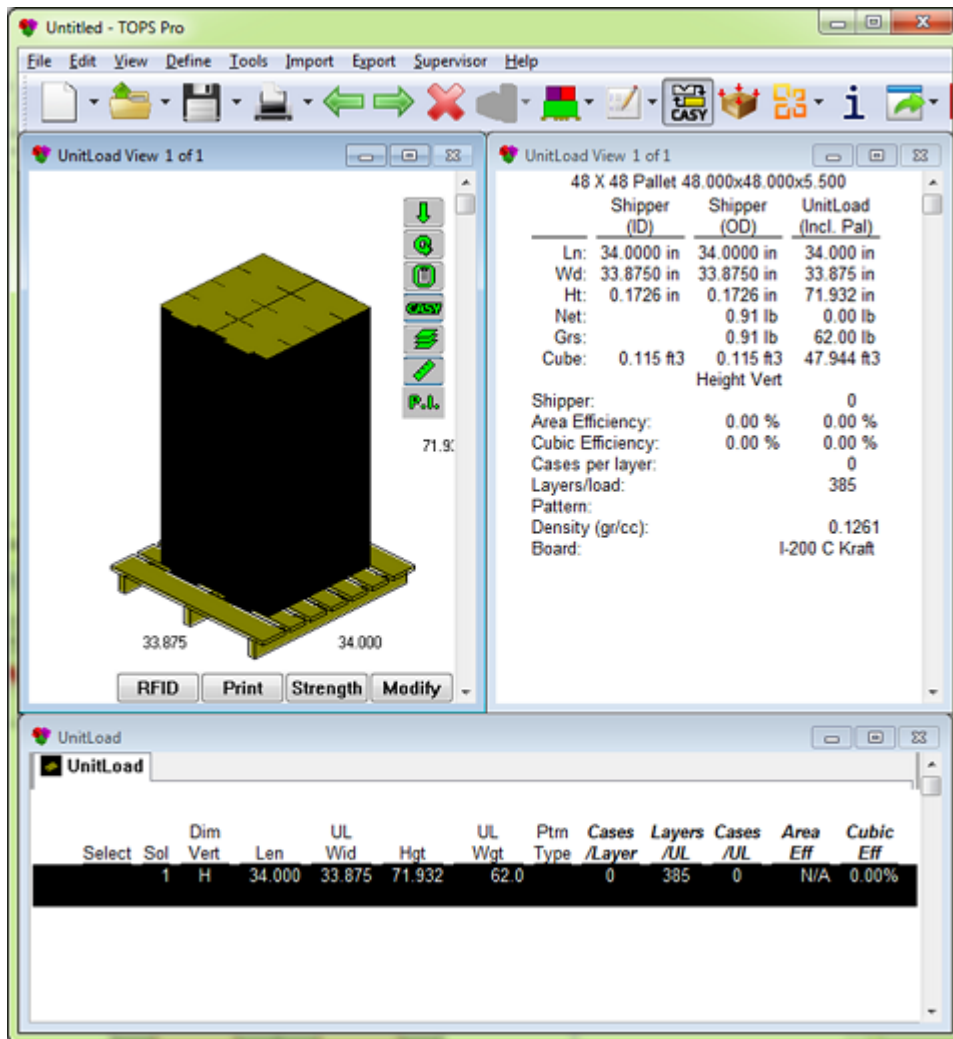 Untitled - TOPS Pro
File Edit View Define Tools Import Export Supervisor Help
CASY
i
UnitLoad View 1 of 1
CASY
P.I.
71.93
33.875 34.000
RFID Print Strength Modify
UnitLoad View 1 of 1
48 X 48 Pallet 48.000x48.000x5.500
Shipper Shipper UnitLoad
(ID) (OD) (Incl. Pal)
Ln: 34.0000 in 34.0000 in 34.000 in
Wd: 33.8750 in 33.8750 in 33.875 in
Ht: 0.1726 in 0.1726 in 71.932 in
Net: 0.91 lb 0.00 lb
Grs: 0.91 lb 62.00 lb
Cube: 0.115 ft3 0.115 ft3 47.944 ft3
Height Vert
Shipper: 0
Area Efficiency: 0.00 % 0.00 %
Cubic Efficiency: 0.00 % 0.00 %
Cases per layer: 0
Layers/load: 385
Pattern:
Density (gr/cc): 0.1261
Board: I-200 C Kraft
UnitLoad
UnitLoad
Dim UL UL Ptrn Cases Layers Cases Area Cubic
Select Sol Vert Len Wid Hgt Wgt Type /Layer /UL /UL Eff Eff
1 H 34.000 33.875 71.932 62.0 0 385 0 N/A 0.00%